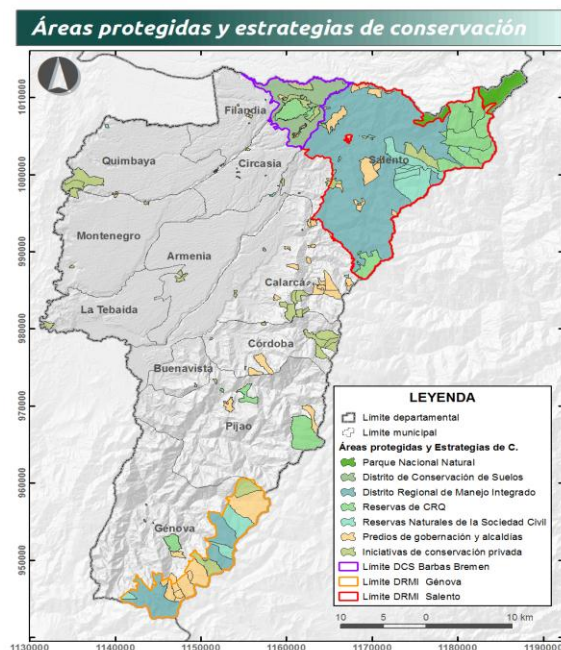 Áreas protegidas y estrategias de conservación
1010000
1000000
990000
980000
970000
960000
950000
Filandia
Quimbaya
Circasia
Salento
Montenegro
Armenia
Calarcá
La Tebaida
Córdoba
Buenavista
Pijao
Génova
LEYENDA
Límite departamental
Límite municipal
Áreas protegidas y Estrategias de C.
Parque Nacional Natural
Distrito de Conservación de Suelos
Distrito Regional de Manejo Integrado
Reservas de CRQ
Reservas Naturales de la Sociedad Civil
Predios de gobernación y alcaldías
Iniciativas de conservación privada
Límite DCS Barbas Bremen
Límite DRMI Génova
Límite DRMI Salento
10 5 0 10 km
1130000 1140000 1150000 1160000 1170000 1180000 1190000